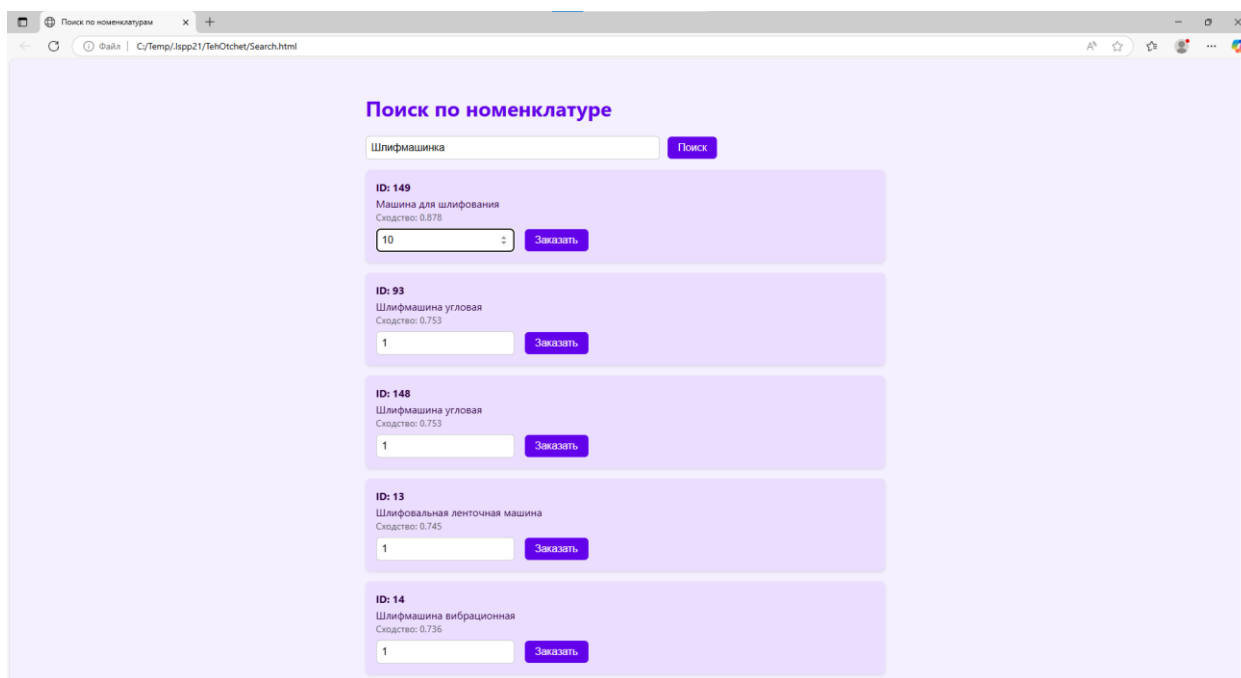 Поиск по номенклатурам
Файл C:/Temp/.lspp21/TehOtchet/Search.html
Поиск по номенклатуре
Шлифмашинка Поиск
ID: 149
Машина для шлифования
Сходство: 0.878
10 Заказать
ID: 93
Шлифмашина угловая
Сходство: 0.753
1 Заказать
ID: 148
Шлифмашина угловая
Сходство: 0.753
1 Заказать
ID: 13
Шлифовальная ленточная машина
Сходство: 0.745
1 Заказать
ID: 14
Шлифмашина вибрационная
Сходство: 0.736
1 Заказать